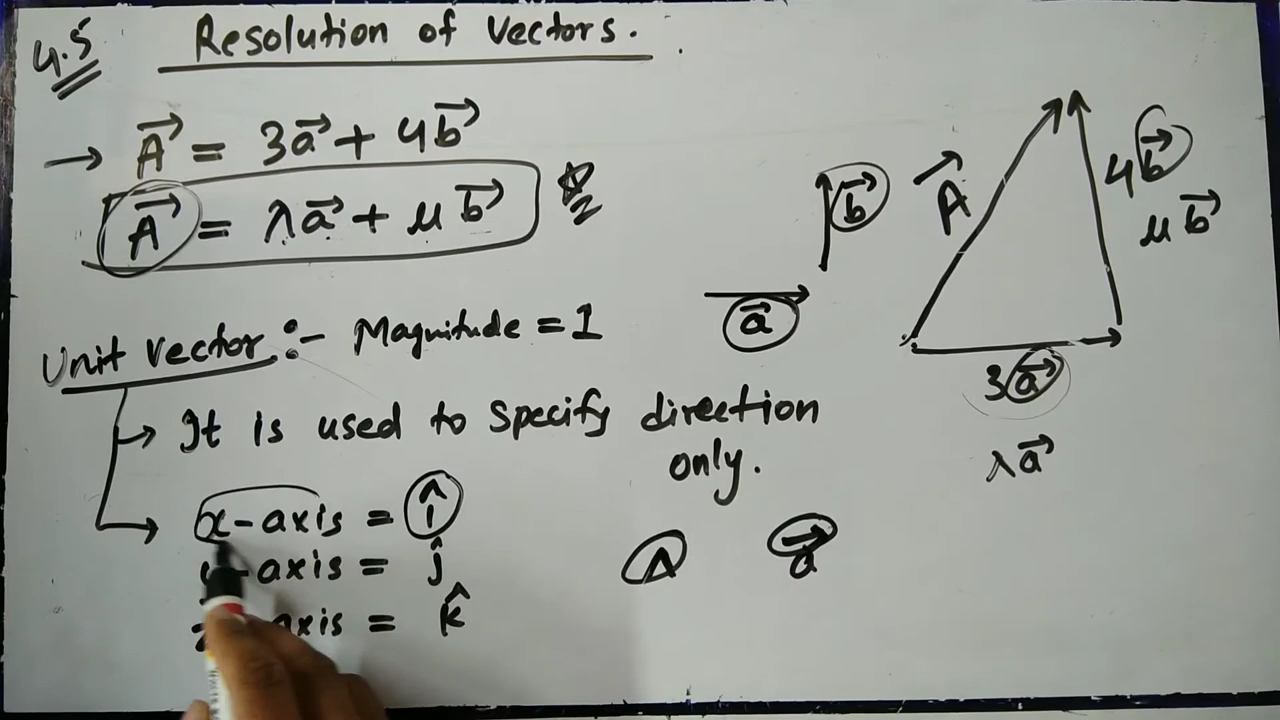 4.5 Resolution of Vectors.
→ A⃗ = 3a⃗ + 4b⃗
A⃗ = λa⃗ + μb⃗
Unit Vector :- Magnitude = 1
→ It is used to specify direction
only.
→ x-axis = î
-axis = ĵ
axis = k̂
a⃗
b⃗
A⃗
4b⃗
μb⃗
3a⃗
λa⃗
^
a⃗